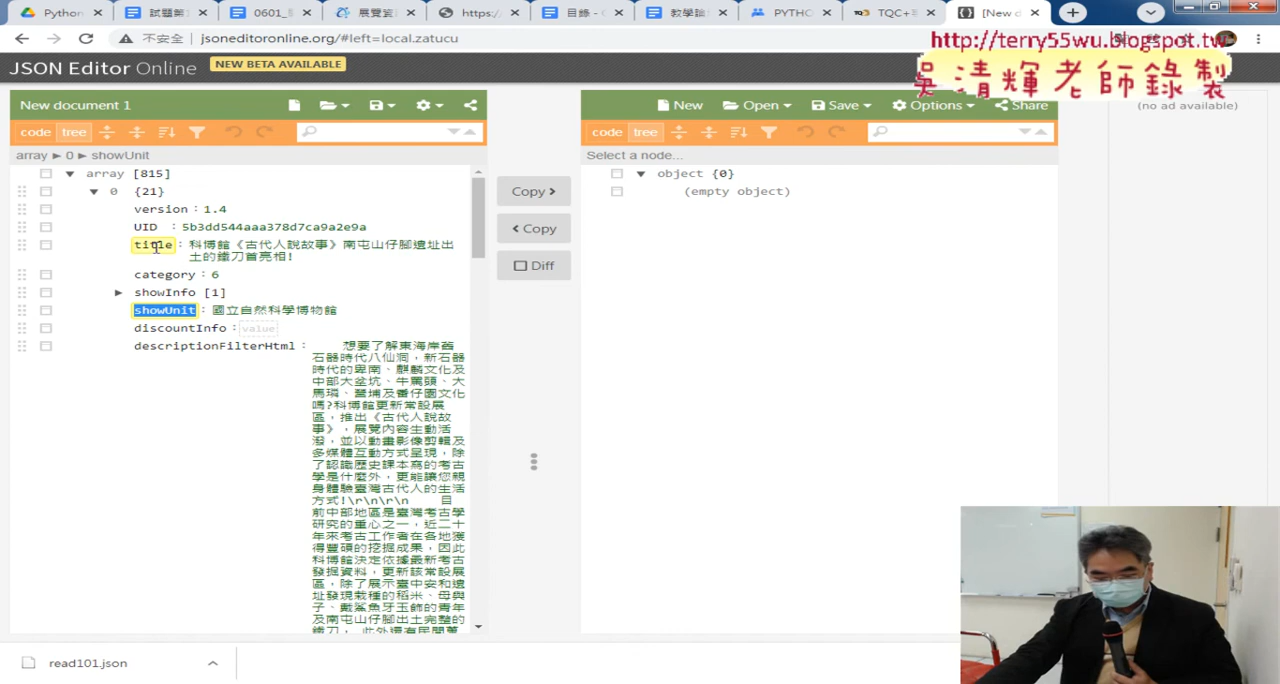 Python
試題第
0601_
展覽資
https:/
目錄 - G
教學論
PYTHC
TQC+
[New d
不安全
jsoneditoronline.org/#left=local.zatucu
http://terry55wu.blogspot.tw
吳清輝老師錄製
JSON Editor Online
NEW BETA AVAILABLE
New document 1
New
Open
Save
Options
Share
(no ad available)
code tree
code tree
array ► 0 ► showUnit
Select a node...
array [815]
object {0}
0 {21}
(empty object)
Copy >
< Copy
Diff
version : 1.4
UID : 5b3dd544aaa378d7ca9a2e9a
title : 科博館《古代人說故事》南屯山仔腳遺址出
土的鐵刀首亮相!
category : 6
showInfo [1]
showUnit : 國立自然科學博物館
discountInfo : value
descriptionFilterHtml : 想要了解東海岸舊
石器時代八仙洞，新石器
時代的卑南、麒麟文化及
中部大坌坑、牛罵頭、大
馬璘、營埔及番仔園文化
嗎?科博館更新常設展
區，推出《古代人說故
事》，展覽內容生動活
潑，並以動畫影像剪輯及
多媒體互動方式呈現，除
了認識歷史課本寫的考古
學是什麼外，更能讓您親
身體驗臺灣古代人的生活
方式!\r\n\r\n 目
前中部地區是臺灣考古學
研究的重心之一，近二十
年來考古工作者在各地獲
得豐碩的挖掘成果，因此
科博館決定依據最新考古
發掘資料，更新該常設展
區，除了展示臺中安和遺
址發現栽種的稻米、母與
子、戴鯊魚牙玉飾的青年
及南屯山仔腳出土完整的
鐵刀，此外還有民間蒐
read101.json